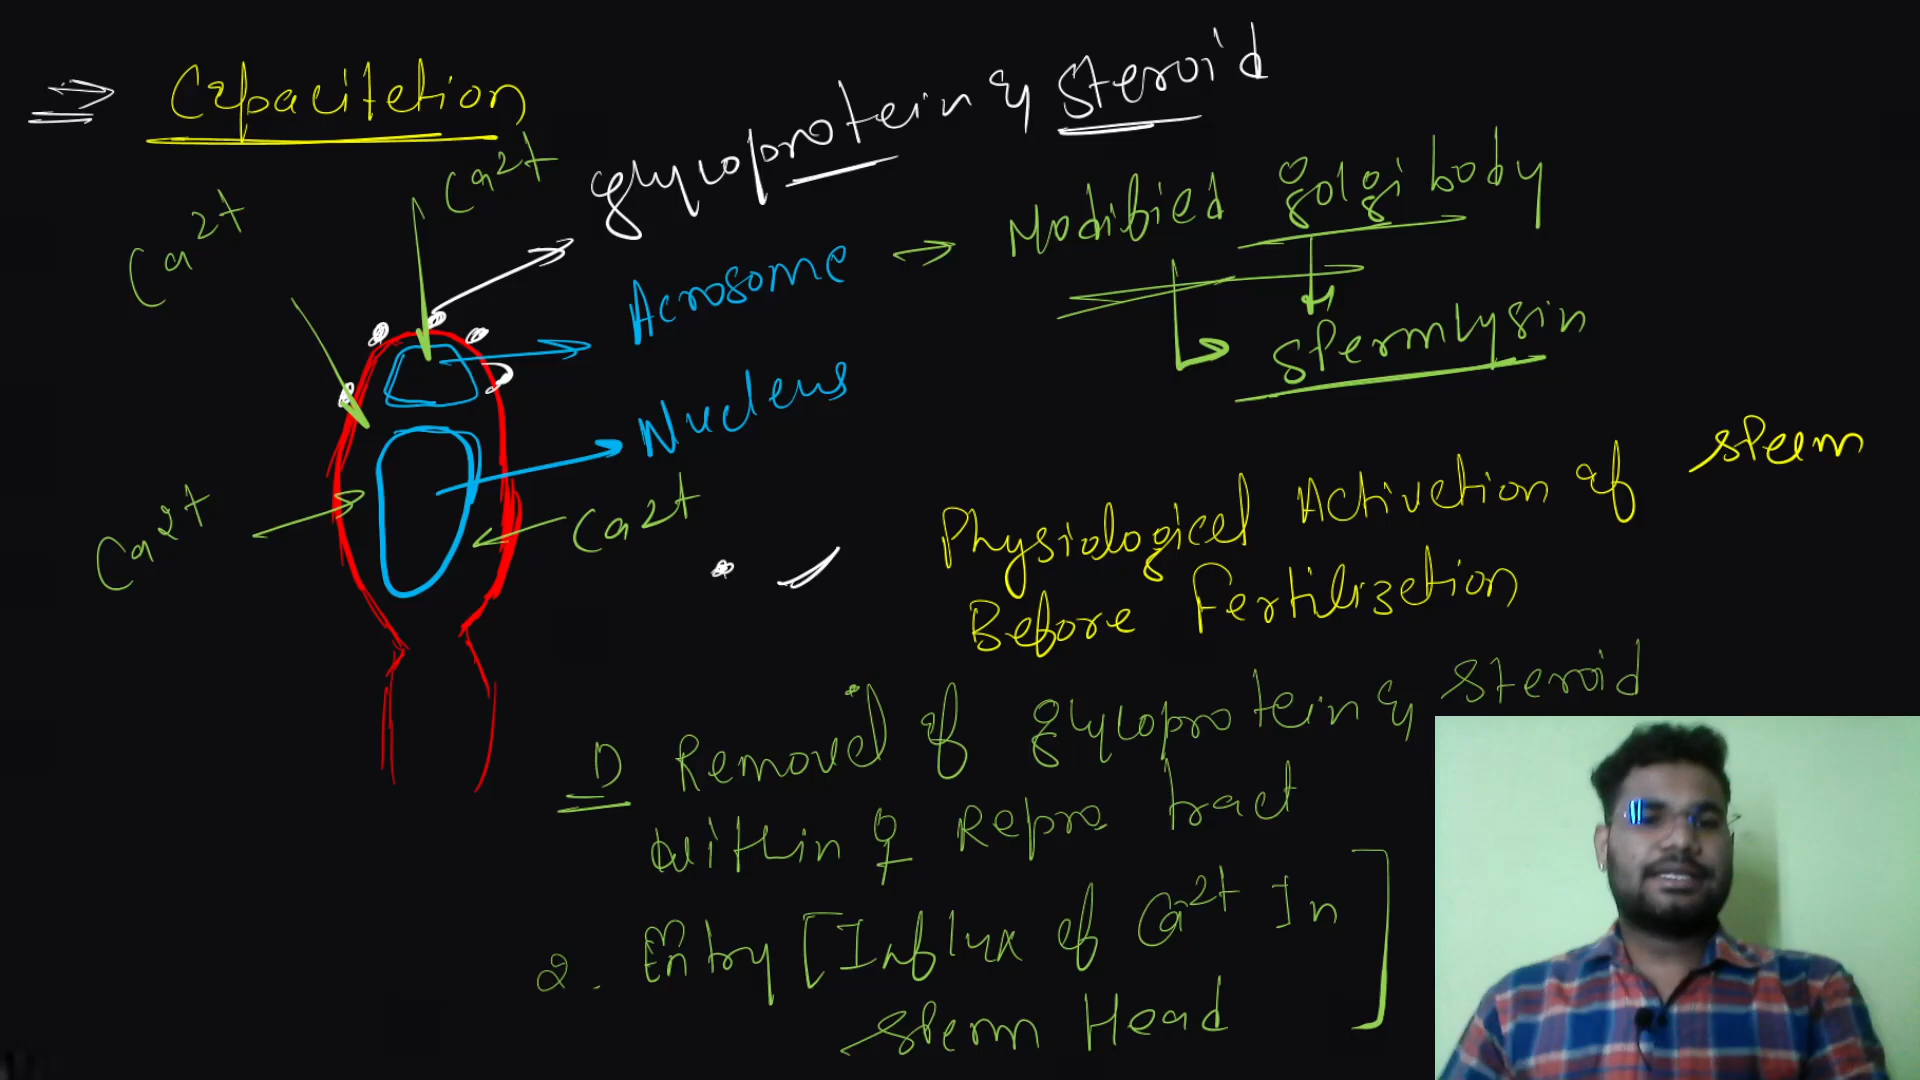 ⇒ Capacitation
glycoprotein & steroid
Ca2+
Ca2+
Acrosome → Modified golgi body
spermlysin
Nucleus
Ca2+
Ca2+
Physiological Activation of sperm
Before Fertilization
1) Removal of glycoprotein & steroid
within ♀ Repro. tract
2. Entry [Influx of Ca2+ In
sperm Head]